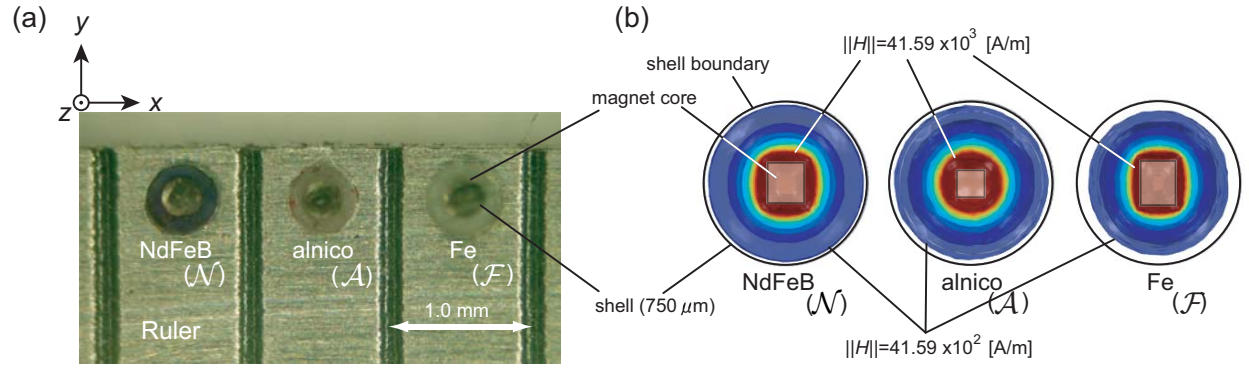 (a)
y
z
x
NdFeB
(𝒩)
alnico
(𝒜)
Fe
(ℱ)
Ruler
1.0 mm
(b)
||H||=41.59 x10³ [A/m]
shell boundary
magnet core
shell (750 μm)
NdFeB
(𝒩)
alnico
(𝒜)
Fe
(ℱ)
||H||=41.59 x10² [A/m]